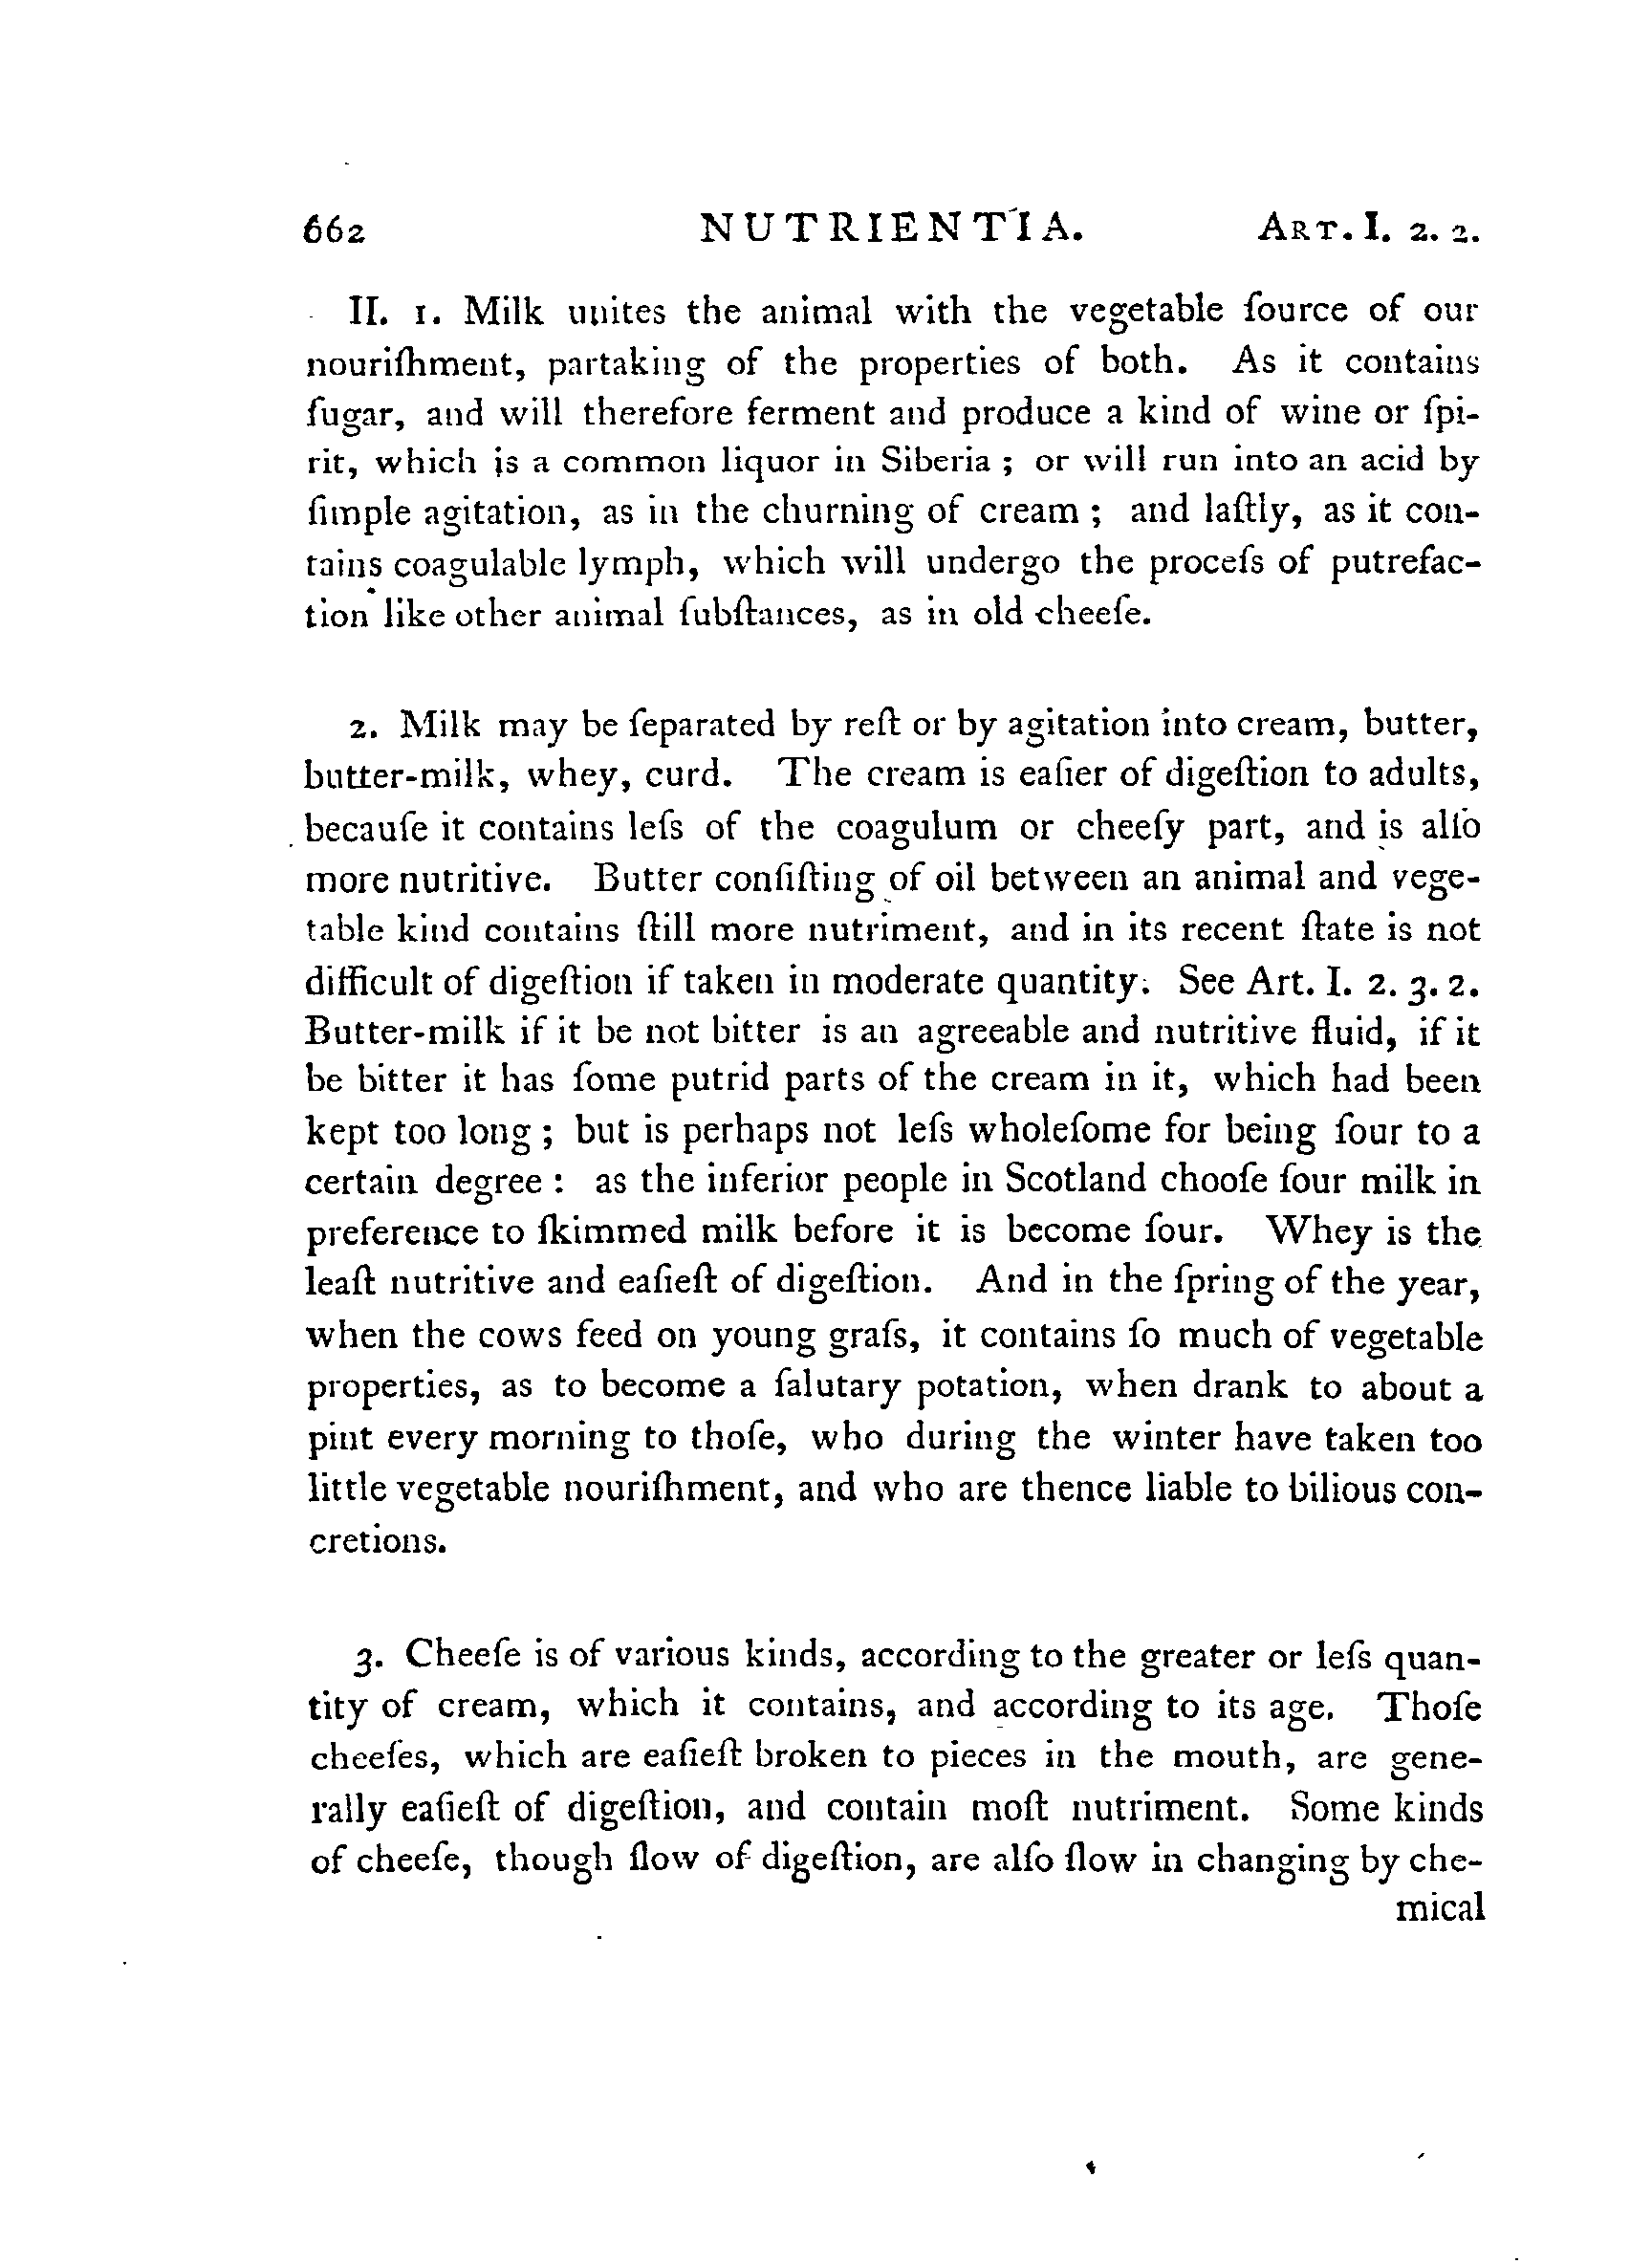 662 NUTRIENTIA. ART. I. 2. 2.
II. 1. Milk unites the animal with the vegetable ſource of our
nouriſhment, partaking of the properties of both. As it contains
ſugar, and will therefore ferment and produce a kind of wine or ſpi-
rit, which is a common liquor in Siberia; or will run into an acid by
ſimple agitation, as in the churning of cream; and laſtly, as it con-
tains coagulable lymph, which will undergo the proceſs of putrefac-
tion like other animal ſubſtances, as in old cheeſe.
2. Milk may be ſeparated by reſt or by agitation into cream, butter,
butter-milk, whey, curd. The cream is eaſier of digeſtion to adults,
becauſe it contains leſs of the coagulum or cheeſy part, and is alſo
more nutritive. Butter conſiſting of oil between an animal and vege-
table kind contains ſtill more nutriment, and in its recent ſtate is not
difficult of digeſtion if taken in moderate quantity. See Art. I. 2. 3. 2.
Butter-milk if it be not bitter is an agreeable and nutritive fluid, if it
be bitter it has ſome putrid parts of the cream in it, which had been
kept too long; but is perhaps not leſs wholeſome for being ſour to a
certain degree: as the inferior people in Scotland chooſe ſour milk in
preference to ſkimmed milk before it is become ſour. Whey is the
leaſt nutritive and eaſieſt of digeſtion. And in the ſpring of the year,
when the cows feed on young graſs, it contains ſo much of vegetable
properties, as to become a ſalutary potation, when drank to about a
pint every morning to thoſe, who during the winter have taken too
little vegetable nouriſhment, and who are thence liable to bilious con-
cretions.
3. Cheeſe is of various kinds, according to the greater or leſs quan-
tity of cream, which it contains, and according to its age. Thoſe
cheeſes, which are eaſieſt broken to pieces in the mouth, are gene-
rally eaſieſt of digeſtion, and contain moſt nutriment. Some kinds
of cheeſe, though ſlow of digeſtion, are alſo ſlow in changing by che-
mical